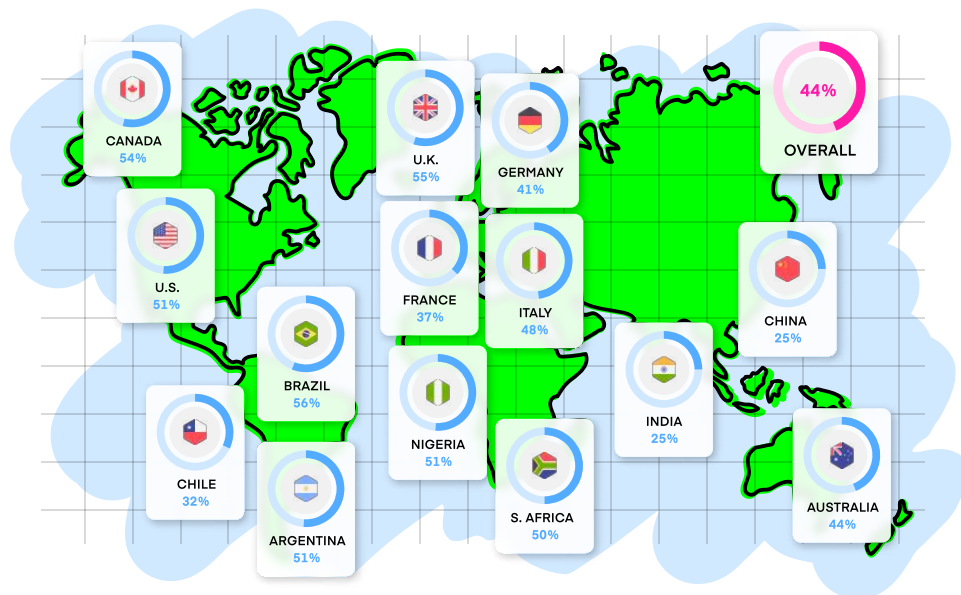 CANADA
54%
U.K.
55%
GERMANY
41%
44%
OVERALL
U.S.
51%
FRANCE
37%
ITALY
48%
CHINA
25%
BRAZIL
56%
NIGERIA
51%
INDIA
25%
CHILE
32%
ARGENTINA
51%
S. AFRICA
50%
AUSTRALIA
44%